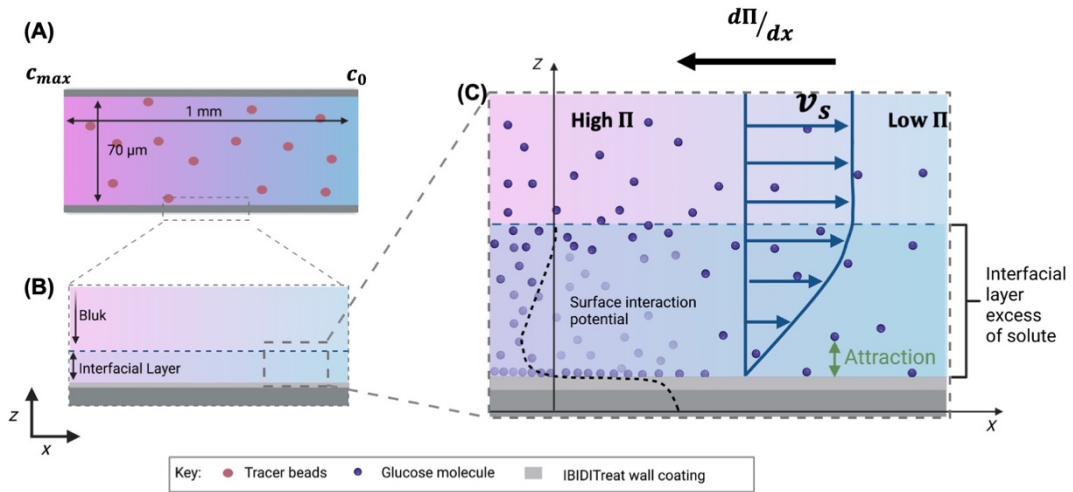 (A)
c_max
c_0
1 mm
70 μm
(B)
Bluk
Interfacial Layer
z
x
dΠ/dx
z
(C)
High Π
v_s
Low Π
Surface interaction
potential
Attraction
Interfacial
layer
excess of
solute
x
Key:
Tracer beads
Glucose molecule
IBIDITreat wall coating